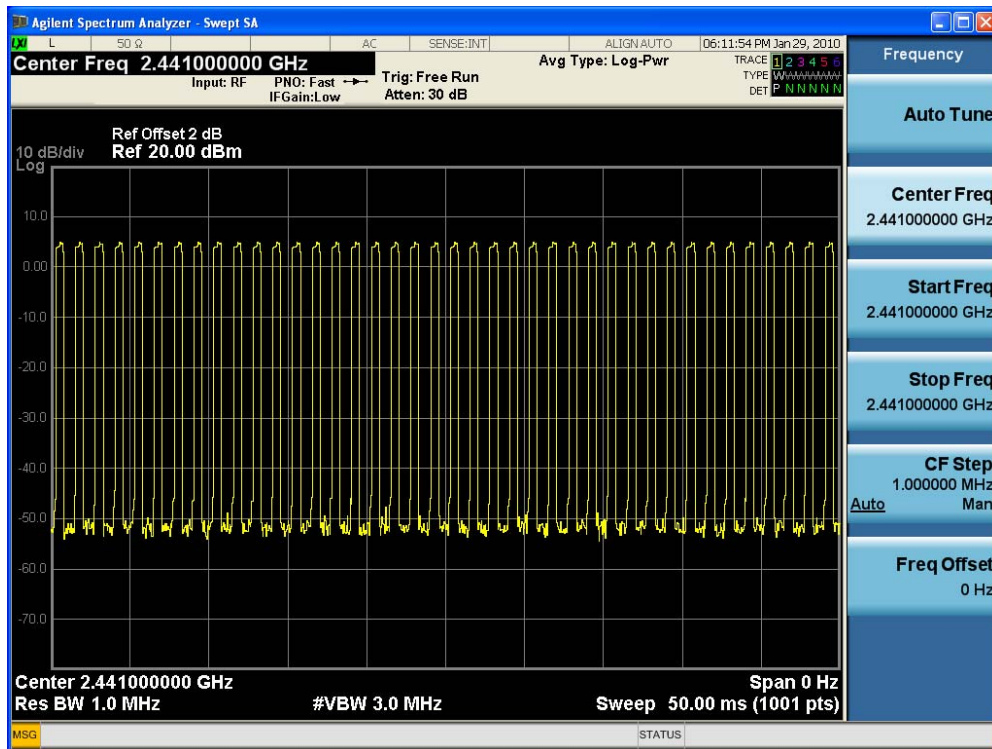 Agilent Spectrum Analyzer - Swept SA
LXI L 50 Ω AC SENSE:INT ALIGN AUTO 06:11:54 PM Jan 29, 2010
Center Freq 2.441000000 GHz
Input: RF PNO: Fast Trig: Free Run
IFGain:Low Atten: 30 dB
Avg Type: Log-Pwr
TRACE 1 2 3 4 5 6
TYPE WWWWWW
DET P N N N N N
Ref Offset 2 dB
10 dB/div Ref 20.00 dBm
Log
10.0
0.00
-10.0
-20.0
-30.0
-40.0
-50.0
-60.0
-70.0
Center 2.441000000 GHz Span 0 Hz
Res BW 1.0 MHz #VBW 3.0 MHz Sweep 50.00 ms (1001 pts)
MSG STATUS
Frequency
Auto Tune
Center Freq
2.441000000 GHz
Start Freq
2.441000000 GHz
Stop Freq
2.441000000 GHz
CF Step
1.000000 MHz
Auto Man
Freq Offset
0 Hz